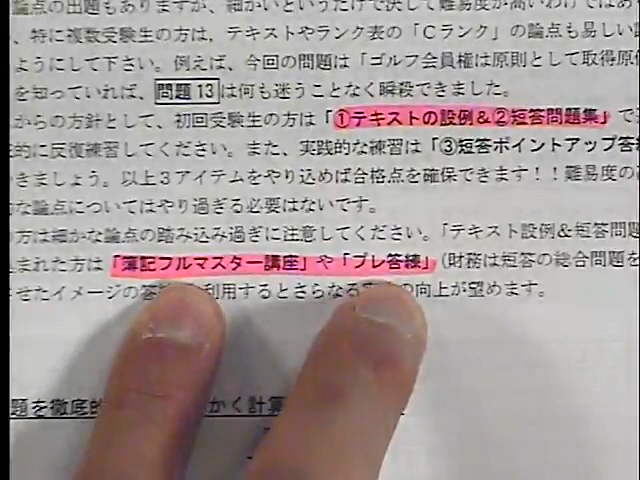 論点の出題もありますが、細かいというだけで決して難易度が高いわけではあ
、特に複数受験生の方は、テキストやランク表の「Cランク」の論点も易しい
ようにして下さい。例えば、今回の問題は「ゴルフ会員権は原則として取得原
を知っていれば、問題13は何も迷うことなく瞬殺できました。
からの方針として、初回受験生の方は「①テキストの設例＆②短答問題集」で
的に反復練習してください。また、実践的な練習は「③短答ポイントアップ答
きましょう。以上3アイテムをやり込めば合格点を確保できます！！難易度の
な論点についてはやり過ぎる必要はないです。
方は細かな論点の踏み込み過ぎに注意してください。「テキスト設例＆短答問題
まれた方は「簿記フルマスター講座」や「プレ答練」（財務は短答の総合問題を
させたイメージの答 利用するとさらなる の向上が望めます。
題を徹底的 かく計算